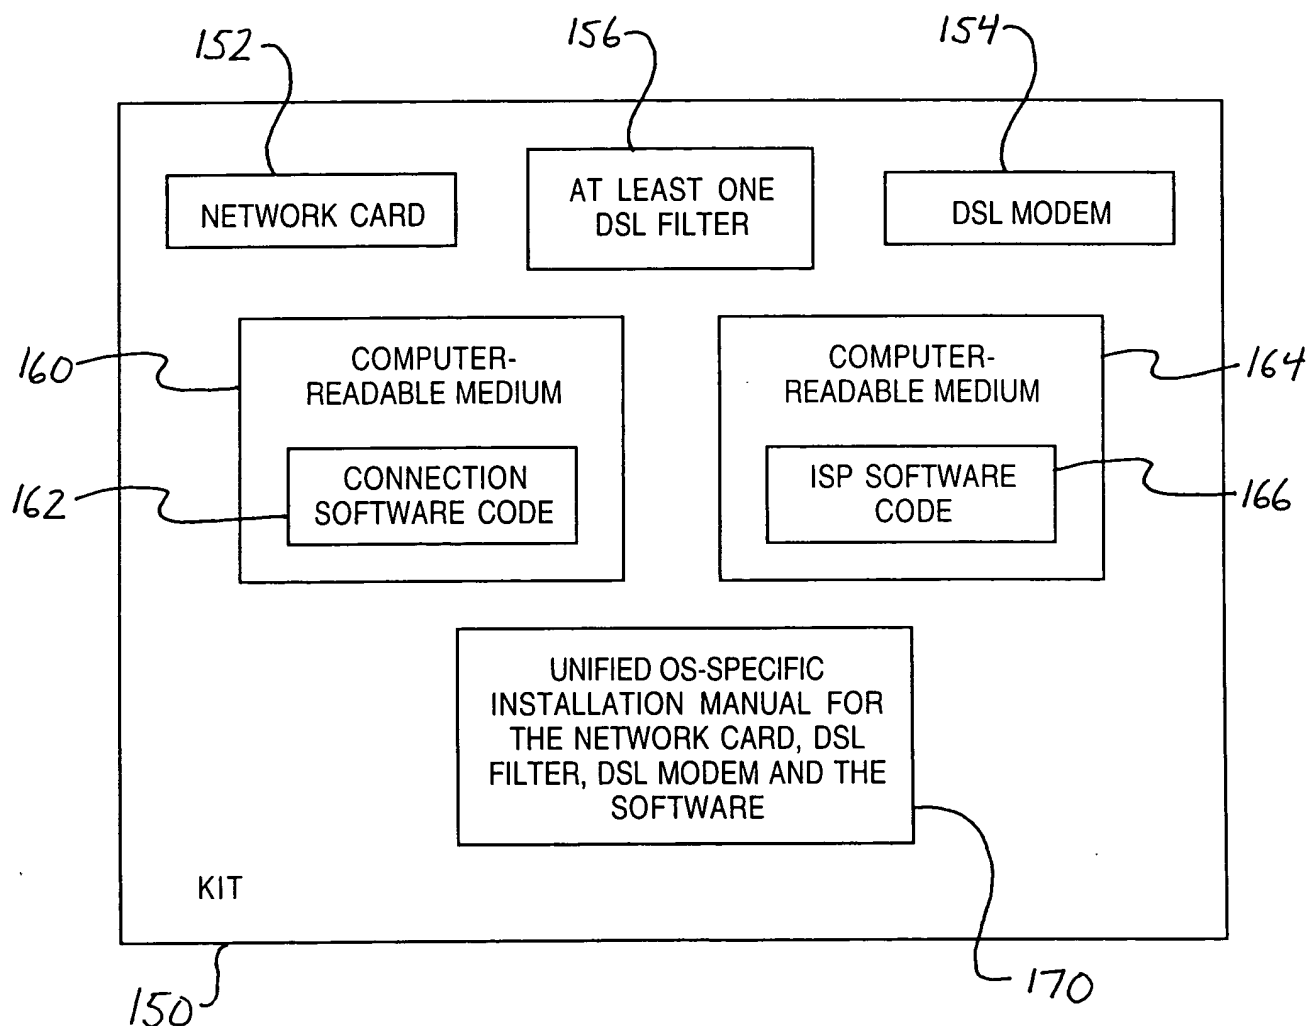 152
156
154
NETWORK CARD
AT LEAST ONE
DSL FILTER
DSL MODEM
160
COMPUTER-
READABLE MEDIUM
COMPUTER-
READABLE MEDIUM
164
162
CONNECTION
SOFTWARE CODE
ISP SOFTWARE
CODE
166
UNIFIED OS-SPECIFIC
INSTALLATION MANUAL FOR
THE NETWORK CARD, DSL
FILTER, DSL MODEM AND THE
SOFTWARE
KIT
150
170